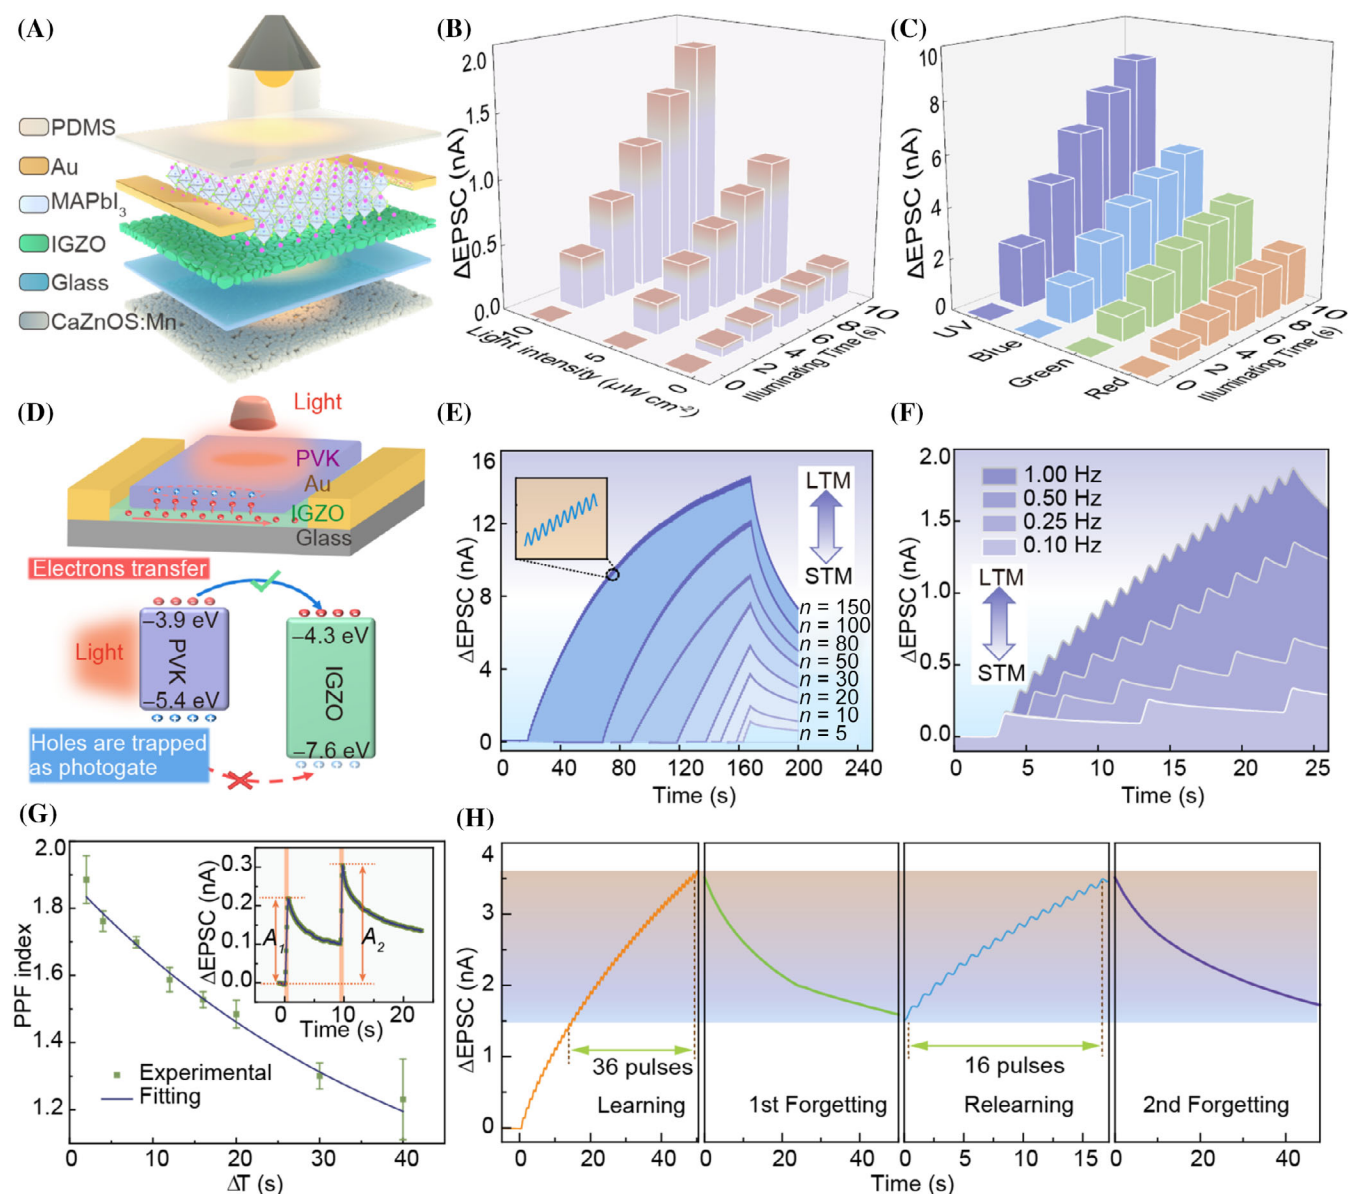 (A)
PDMS
Au
MAPbI₃
IGZO
Glass
CaZnOS:Mn
(B)
ΔEPSC (nA)
2.0
1.5
1.0
0.5
0.0
10
5
0
Light intensity (μW cm⁻²)
0
2
4
6
8
10
Illuminating Time (s)
(C)
ΔEPSC (nA)
10
8
6
4
2
0
UV
Blue
Green
Red
0
2
4
6
8
10
Illuminating Time (s)
(D)
Light
PVK
Au
IGZO
Glass
Electrons transfer
–3.9 eV
–4.3 eV
Light
PVK
IGZO
–5.4 eV
–7.6 eV
Holes are trapped
as photogate
(E)
ΔEPSC (nA)
16
12
8
4
0
LTM
STM
n = 150
n = 100
n = 80
n = 50
n = 30
n = 20
n = 10
n = 5
0 40 80 120 160 200 240
Time (s)
(F)
ΔEPSC (nA)
2.0
1.5
1.0
0.5
0.0
1.00 Hz
0.50 Hz
0.25 Hz
0.10 Hz
LTM
STM
0 5 10 15 20 25
Time (s)
(G)
PPF index
2.0
1.8
1.6
1.4
1.2
ΔEPSC (nA)
0.3
0.2
0.1
0.0
A₁
A₂
0 10 20
Time (s)
Experimental
Fitting
0 10 20 30 40
ΔT (s)
(H)
ΔEPSC (nA)
4
3
2
1
0
36 pulses
16 pulses
Learning
1st Forgetting
Relearning
2nd Forgetting
0 20 40
0 20 40
0 5 10 15
0 20 40
Time (s)